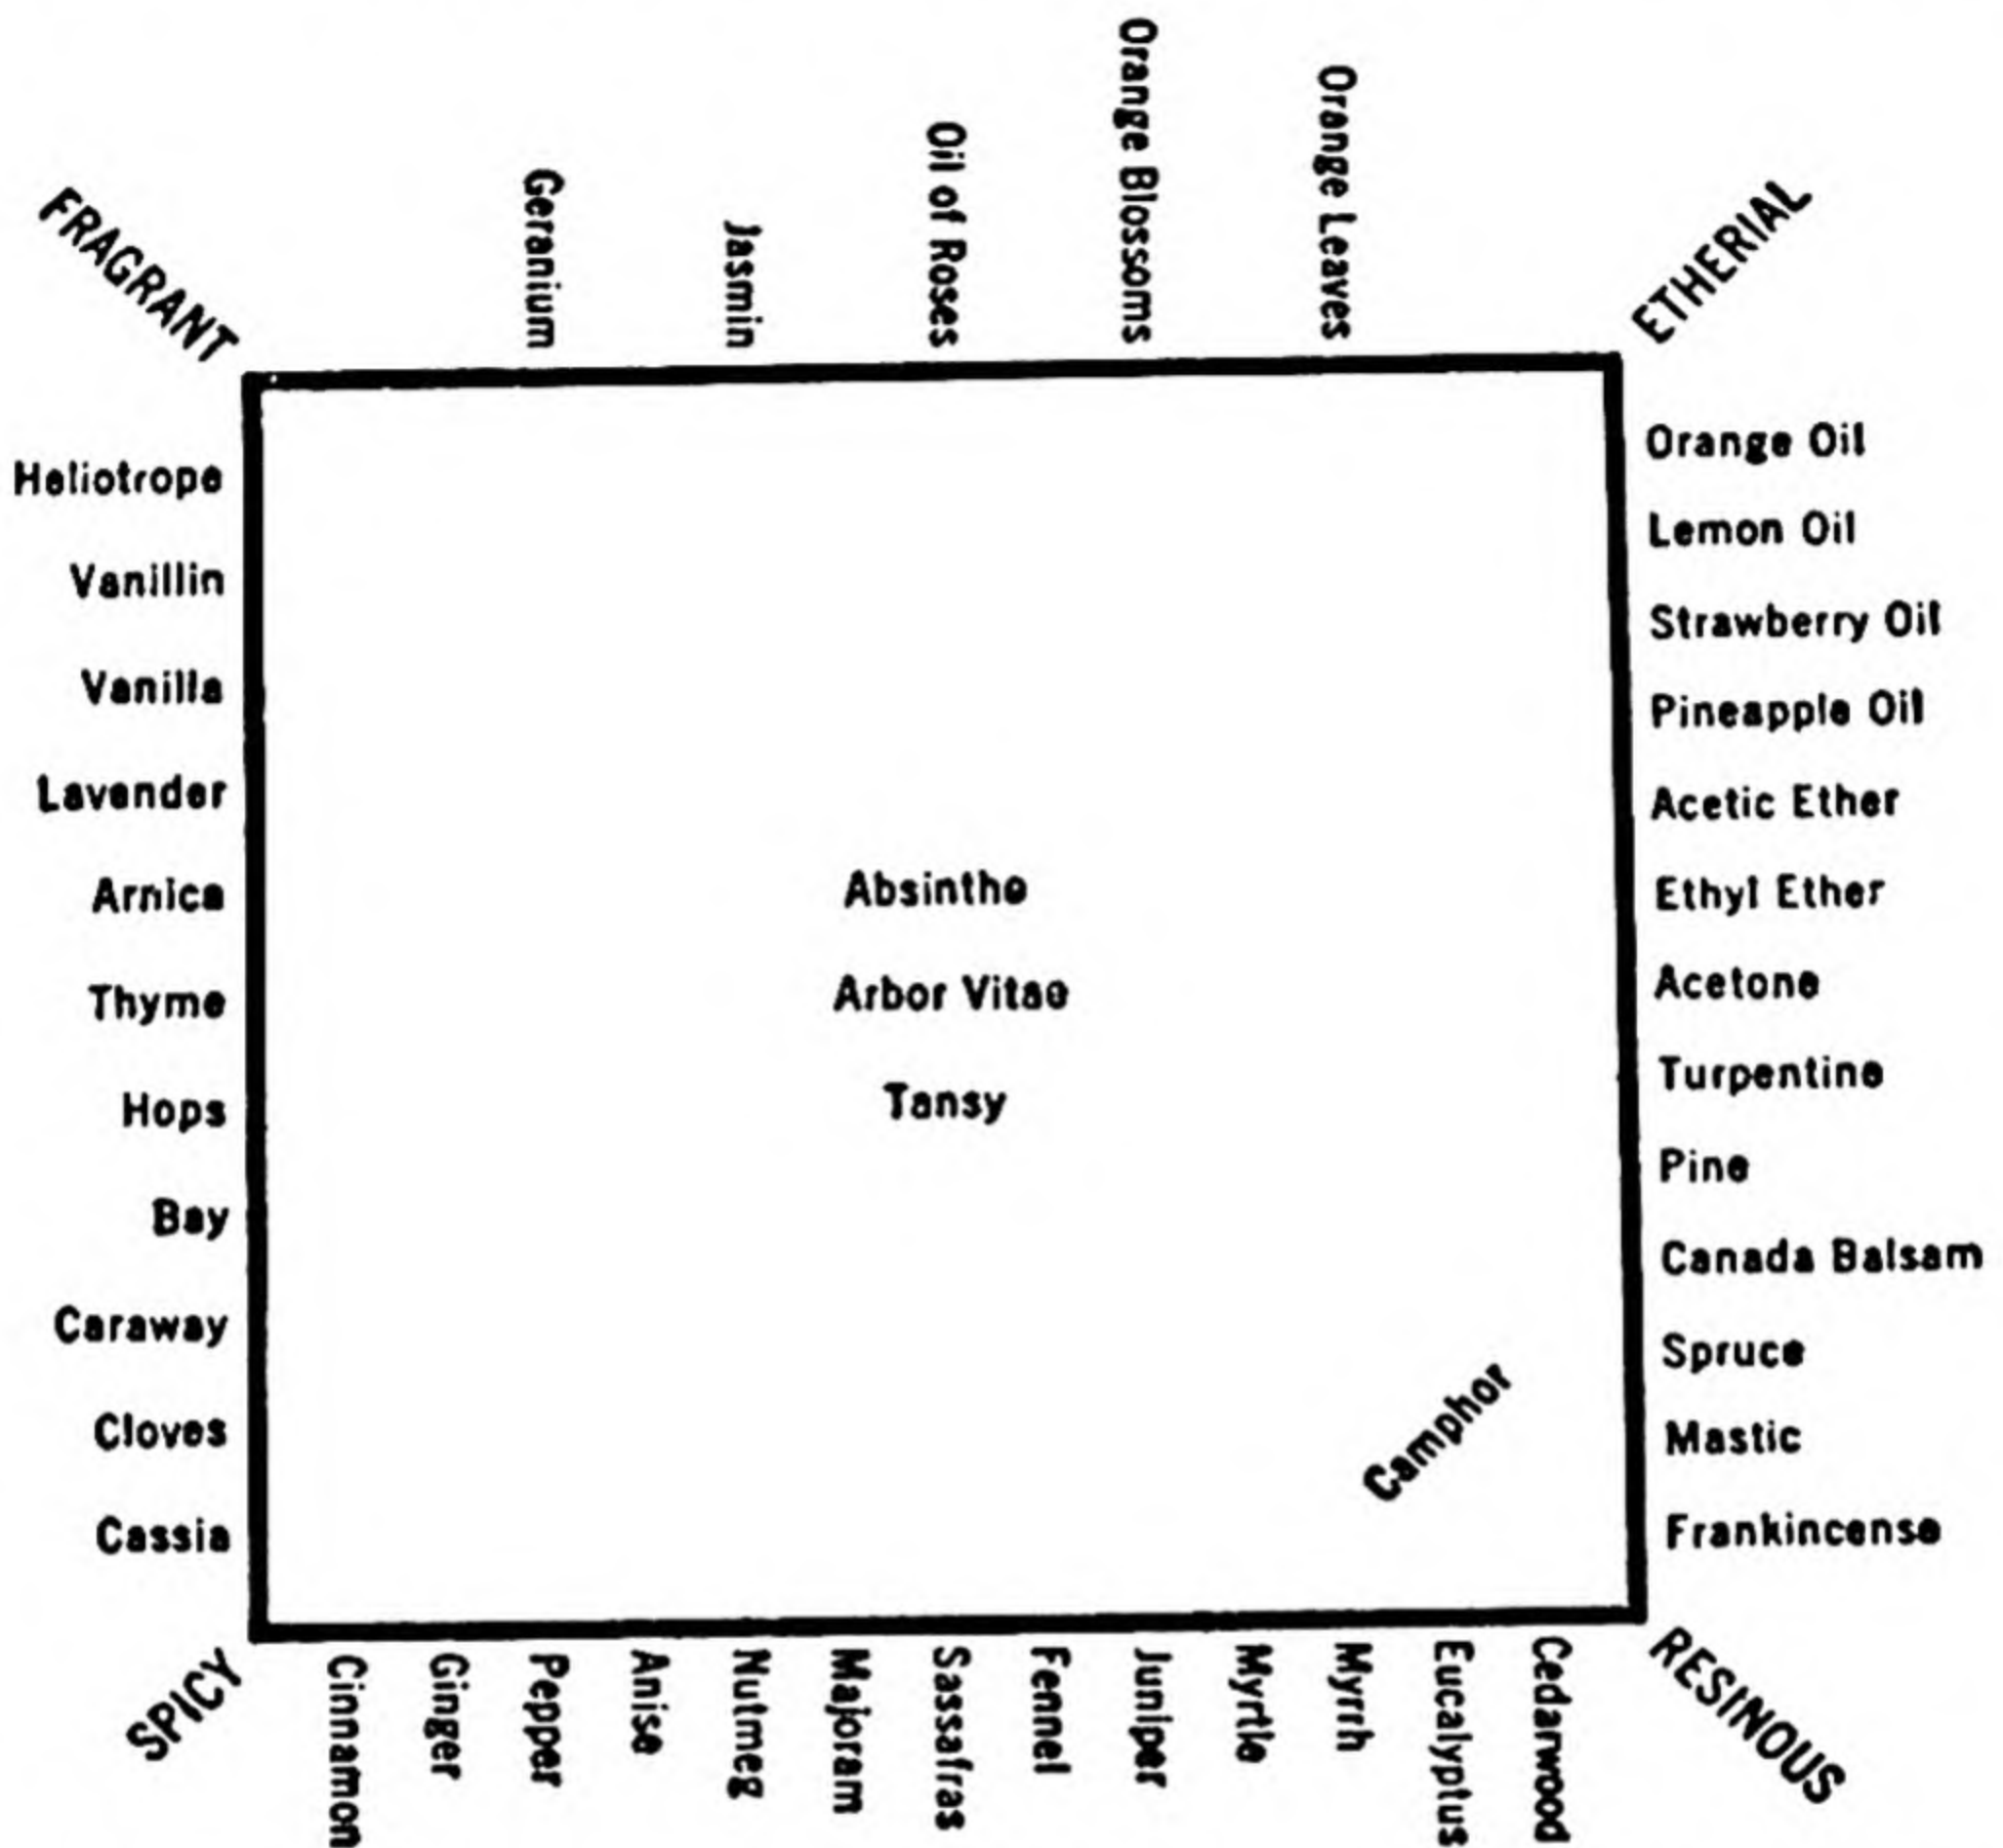 FRAGRANT
Geranium
Jasmin
Oil of Roses
Orange Blossoms
Orange Leaves
ETHERIAL
Heliotrope
Vanillin
Vanilla
Lavender
Arnica
Thyme
Hops
Bay
Caraway
Cloves
Cassia
Absinthe
Arbor Vitae
Tansy
Camphor
Orange Oil
Lemon Oil
Strawberry Oil
Pineapple Oil
Acetic Ether
Ethyl Ether
Acetone
Turpentine
Pine
Canada Balsam
Spruce
Mastic
Frankincense
SPICY
Cinnamon
Ginger
Pepper
Anise
Nutmeg
Majoram
Sassafras
Fennel
Juniper
Myrtle
Myrrh
Eucalyptus
Cedarwood
RESINOUS